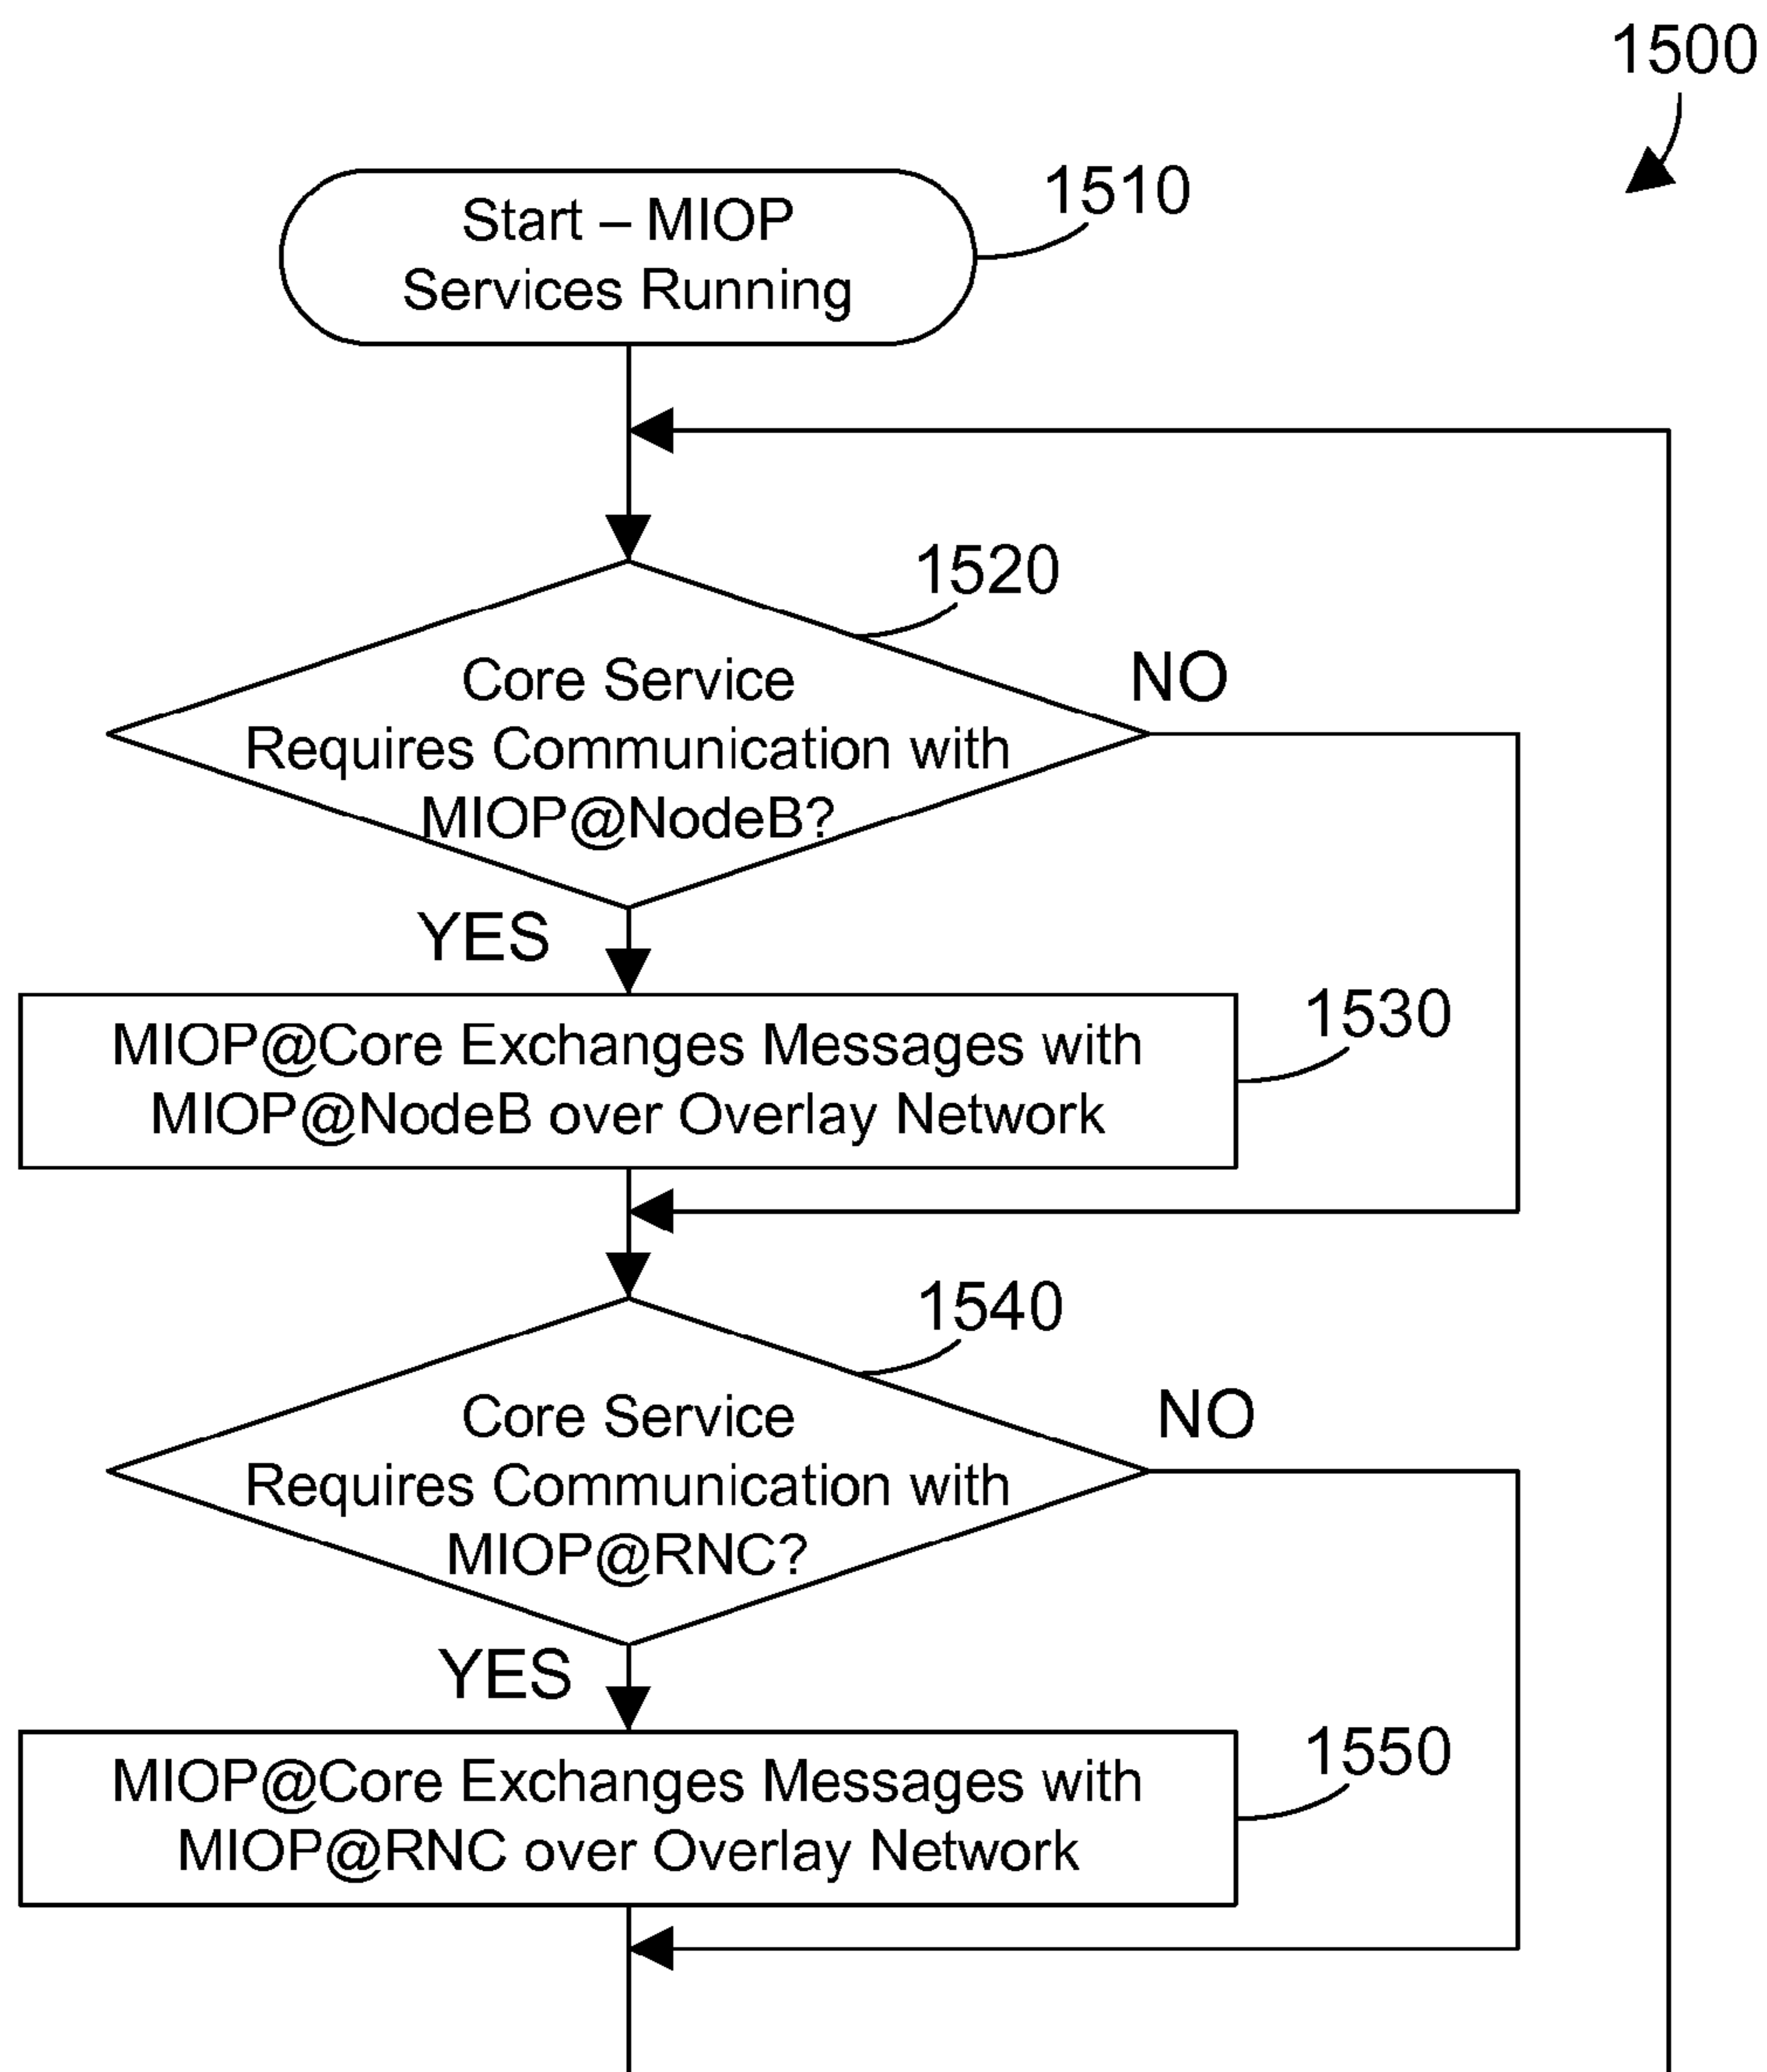 1500
Start – MIOP
Services Running
1510
1520
Core Service
Requires Communication with
MIOP@NodeB?
NO
YES
1530
MIOP@Core Exchanges Messages with
MIOP@NodeB over Overlay Network
1540
Core Service
Requires Communication with
MIOP@RNC?
NO
YES
1550
MIOP@Core Exchanges Messages with
MIOP@RNC over Overlay Network